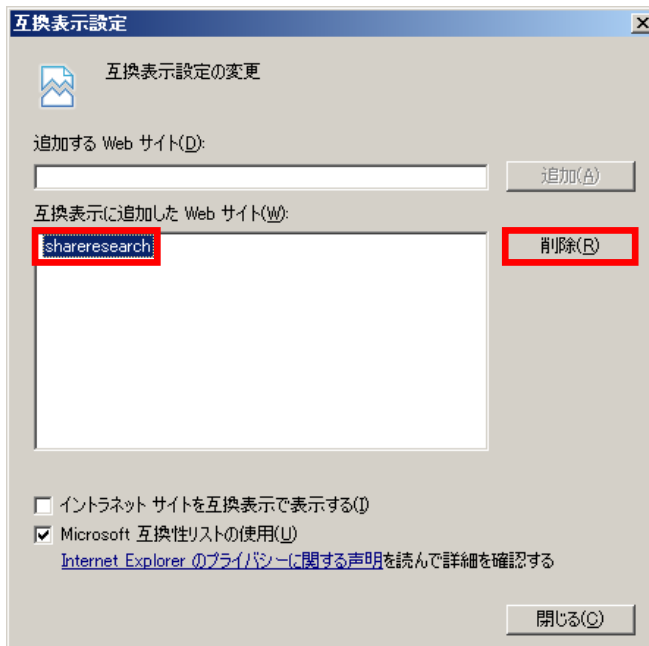 互換表示設定
互換表示設定の変更
追加する Web サイト(D):
追加(A)
互換表示に追加した Web サイト(W):
shareresearch
削除(R)
イントラネット サイトを互換表示で表示する(I)
Microsoft 互換性リストの使用(U)
Internet Explorer のプライバシーに関する声明を読んで詳細を確認する
閉じる(C)